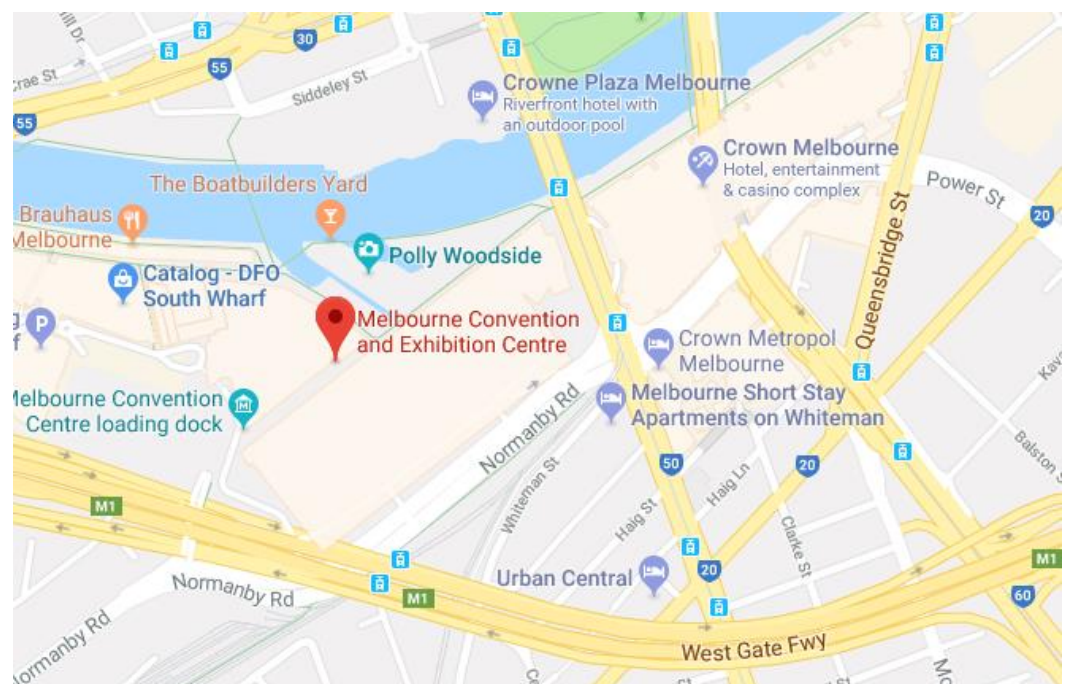 30
55
Siddeley St
55
Crowne Plaza Melbourne
Riverfront hotel with
an outdoor pool
Crown Melbourne
Hotel, entertainment
& casino complex
Power St
20
The Boatbuilders Yard
Brauhaus
Melbourne
Polly Woodside
Catalog - DFO
South Wharf
Queensbridge St
P
Melbourne Convention
and Exhibition Centre
Crown Metropol
Melbourne
Melbourne Short Stay
Apartments on Whiteman
Melbourne Convention
Centre loading dock
Normanby Rd
Whiteman St
50
20
Haig Ln
Haig St
Clarke St
Balston S
M1
M1
Urban Central
20
60
Normanby Rd
M1
Normanby Rd
West Gate Fwy